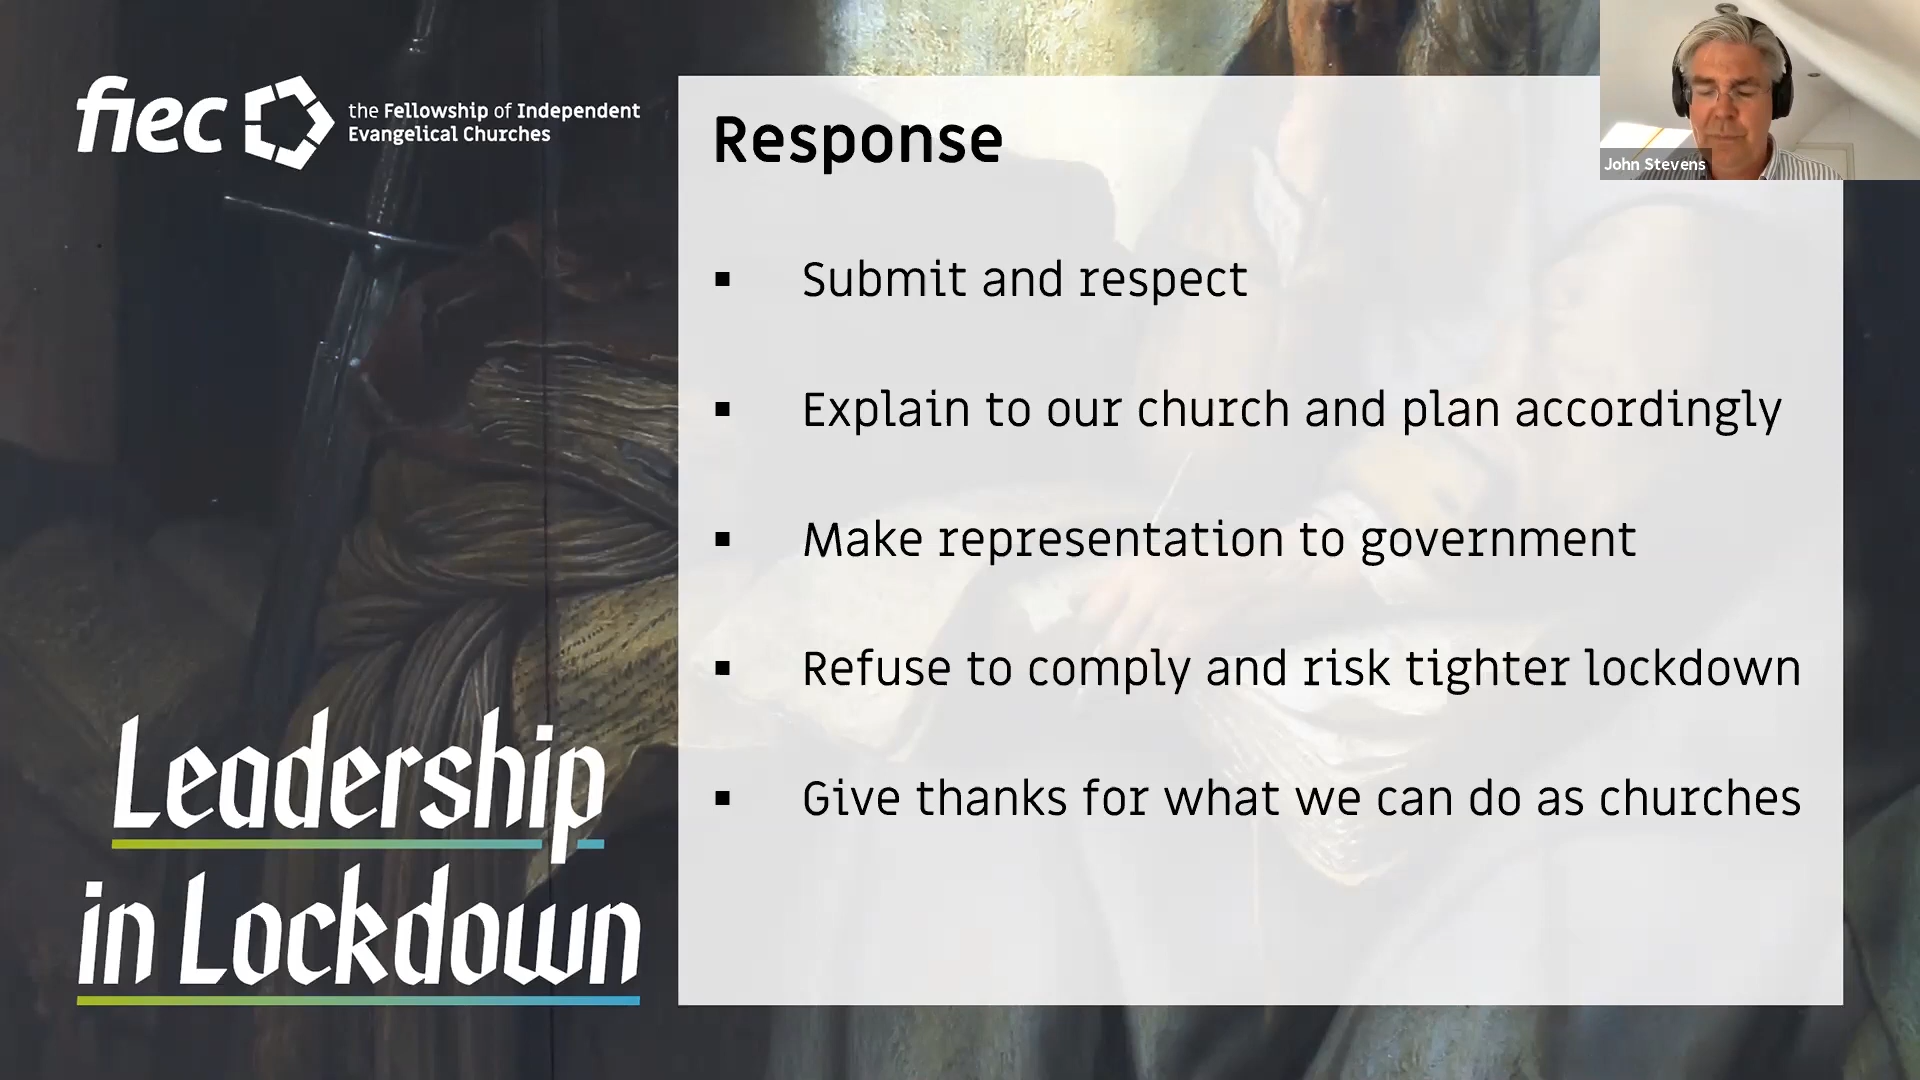 fiec
the Fellowship of Independent
Evangelical Churches
Response
John Stevens
▪ Submit and respect
▪ Explain to our church and plan accordingly
▪ Make representation to government
▪ Refuse to comply and risk tighter lockdown
▪ Give thanks for what we can do as churches
Leadership
in Lockdown